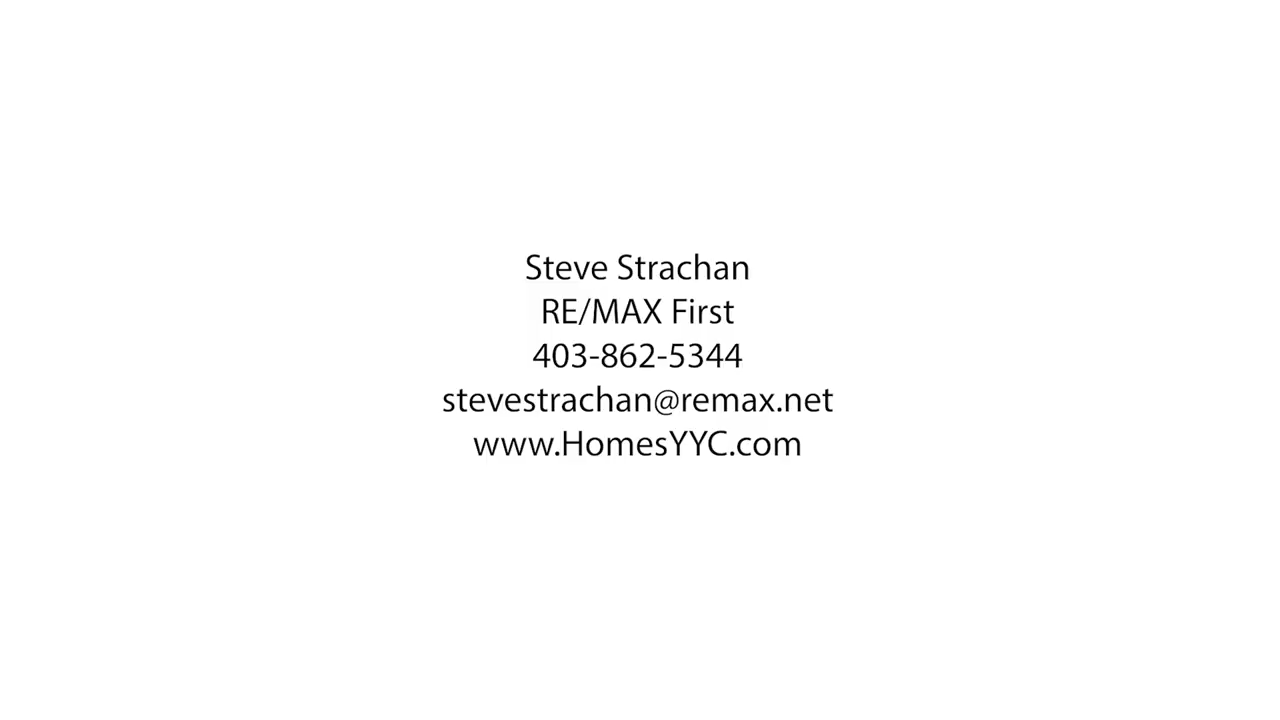 Steve Strachan
RE/MAX First
403-862-5344
stevestrachan@remax.net
www.HomesYYC.com